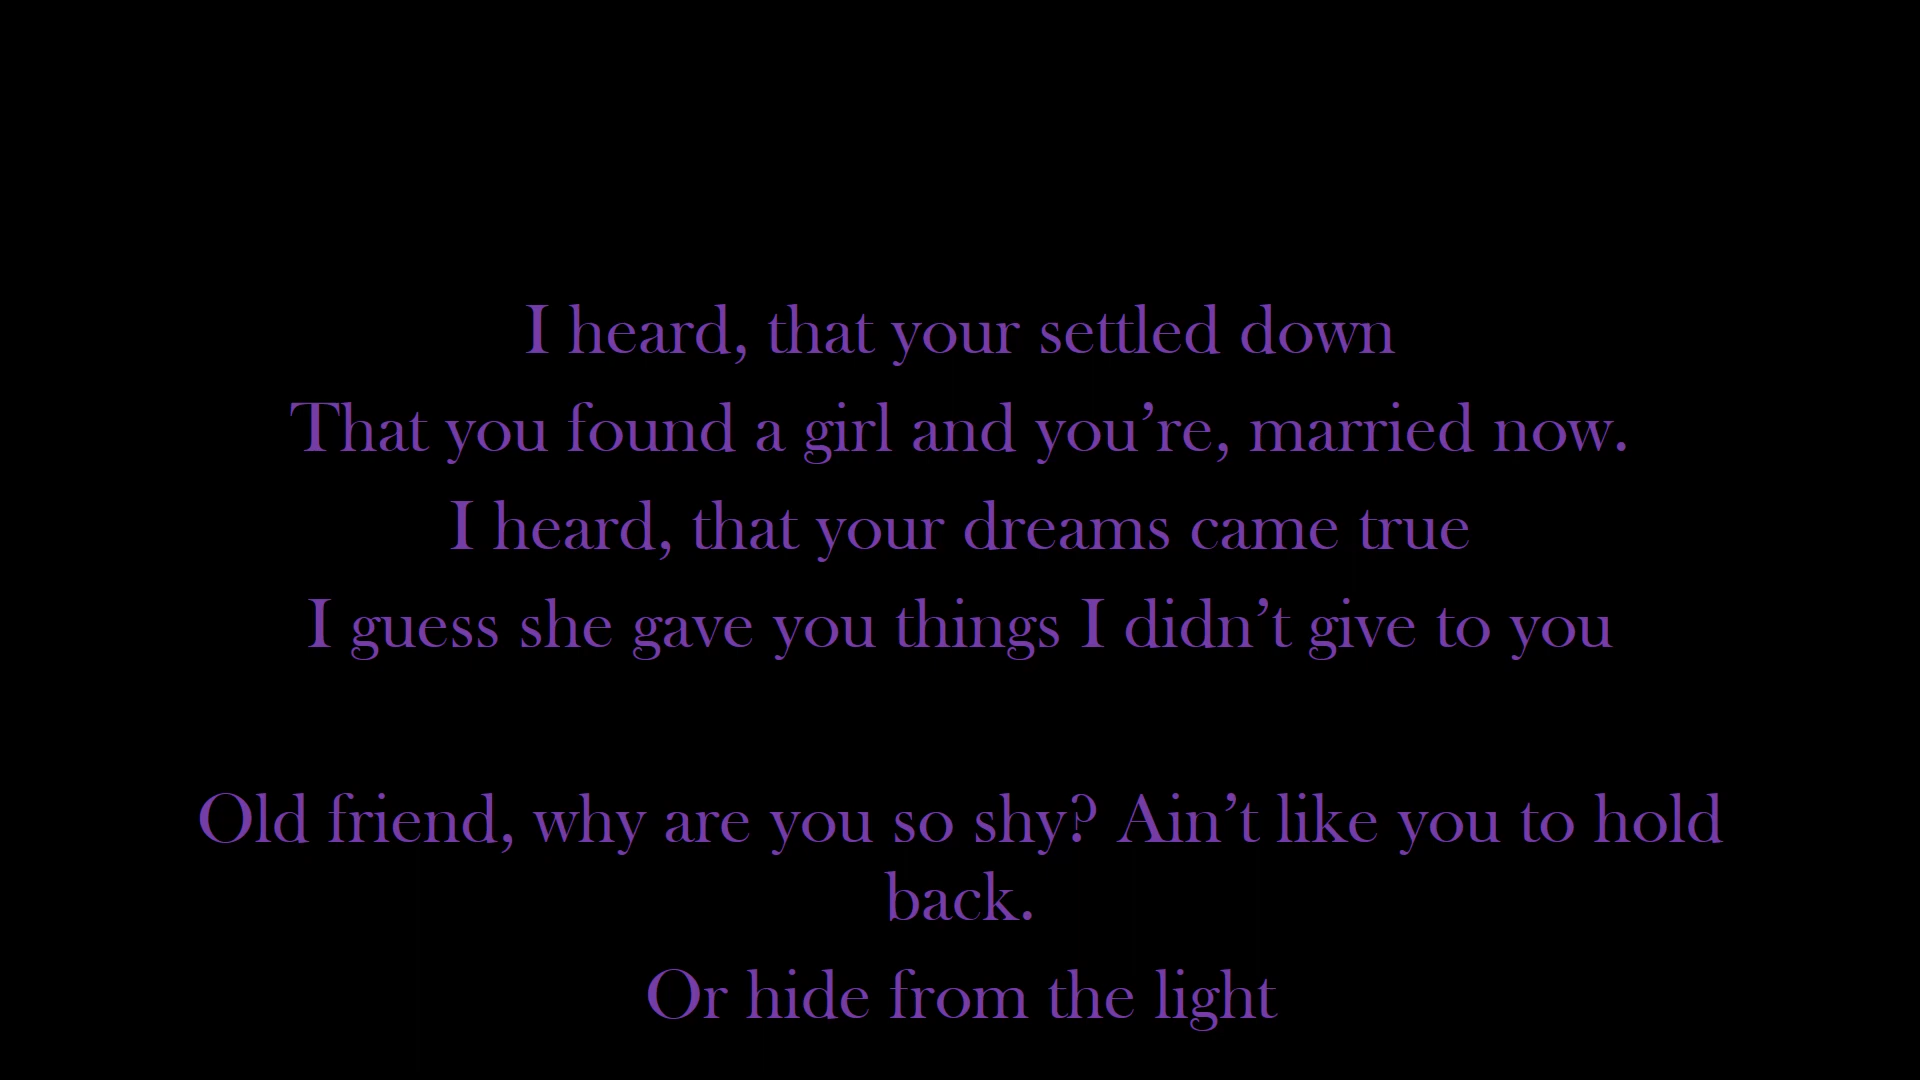 I heard, that your settled down
That you found a girl and you’re, married now.
I heard, that your dreams came true
I guess she gave you things I didn’t give to you
Old friend, why are you so shy? Ain’t like you to hold
back.
Or hide from the light